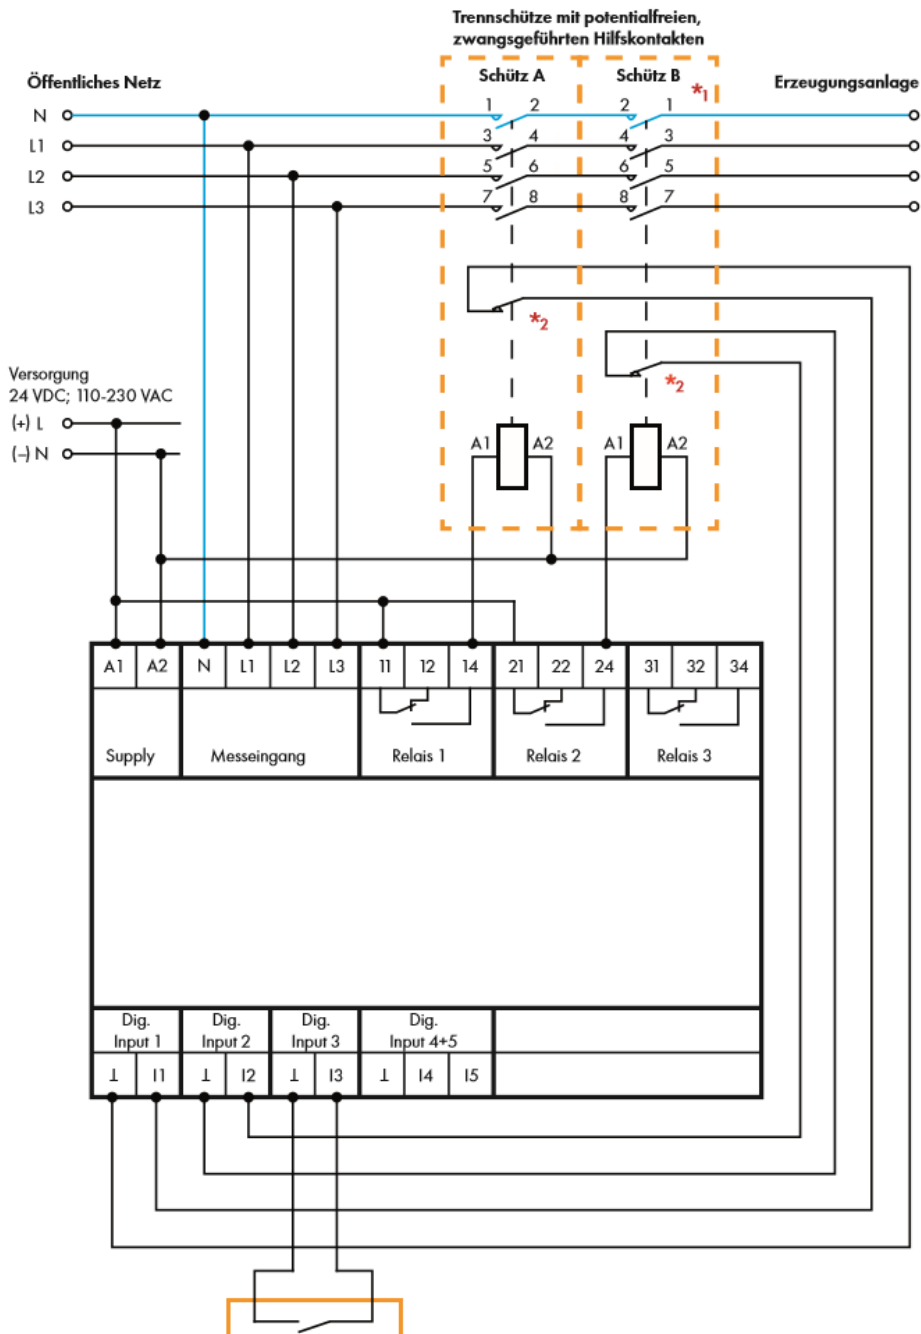 Trennschütze mit potentialfreien,
zwangsgeführten Hilfskontakten
Öffentliches Netz
Schütz A
Schütz B
*1
Erzeugungsanlage
N
1 2 2 1
L1
3 4 4 3
L2
5 6 6 5
L3
7 8 8 7
*2
*2
Versorgung
24 VDC; 110-230 VAC
(+) L
(–) N
A1 A2 A1 A2
A1 A2 N L1 L2 L3 11 12 14 21 22 24 31 32 34
Supply Messeingang Relais 1 Relais 2 Relais 3
Dig. Dig. Dig. Dig.
Input 1 Input 2 Input 3 Input 4+5
⊥ I1 ⊥ I2 ⊥ I3 ⊥ I4 I5